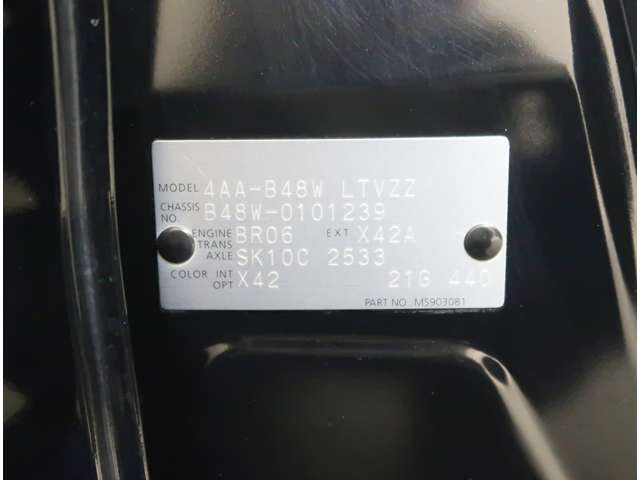 MODEL 4AA-B48W LTVZZ
CHASSIS NO. B48W-0101239
ENGINE BR06 EXT X42A
TRANS AXLE SK10C 2533
COLOR INT OPT X42 21G 440
PART NO. MS903081